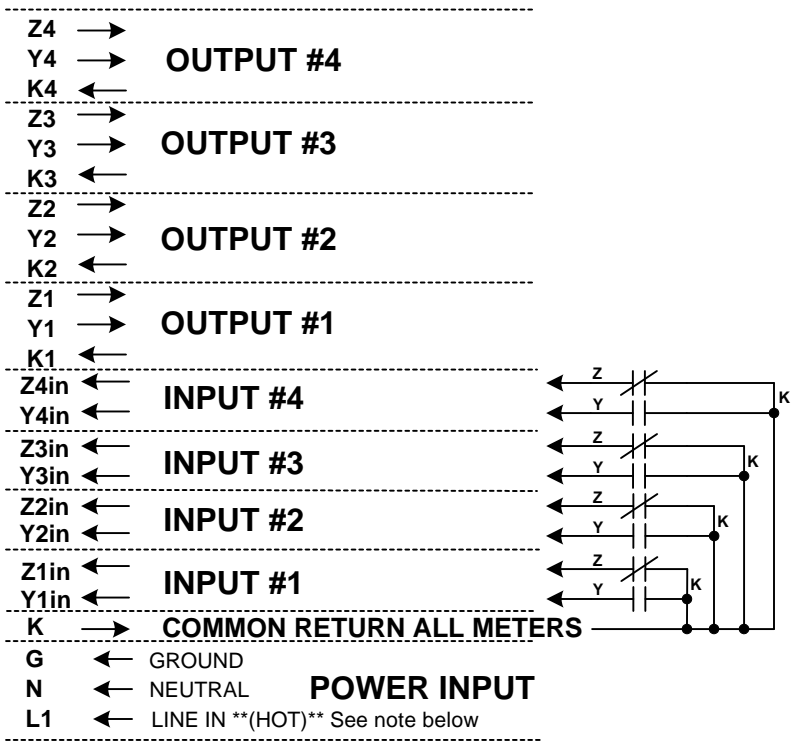 Z4
Y4 OUTPUT #4
K4
Z3
Y3 OUTPUT #3
K3
Z2
Y2 OUTPUT #2
K2
Z1
Y1 OUTPUT #1
K1
Z4in INPUT #4 Z
Y4in Y K
Z3in INPUT #3 Z
Y3in Y K
Z2in INPUT #2 Z
Y2in Y K
Z1in INPUT #1 Z
Y1in Y K
K COMMON RETURN ALL METERS
G GROUND
N NEUTRAL POWER INPUT
L1 LINE IN **(HOT)** See note below